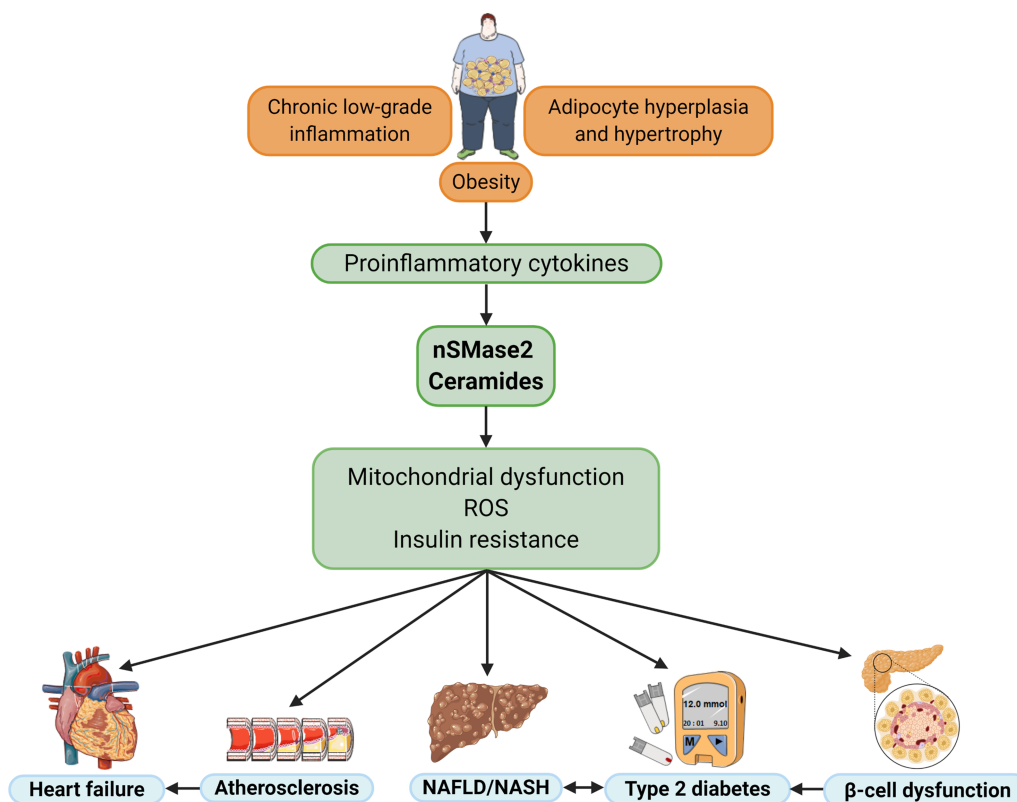 Chronic low-grade
inflammation
Adipocyte hyperplasia
and hypertrophy
Obesity
Proinflammatory cytokines
nSMase2
Ceramides
Mitochondrial dysfunction
ROS
Insulin resistance
12.0 mmol
20 : 01 9.10
M
Heart failure
Atherosclerosis
NAFLD/NASH
Type 2 diabetes
β-cell dysfunction